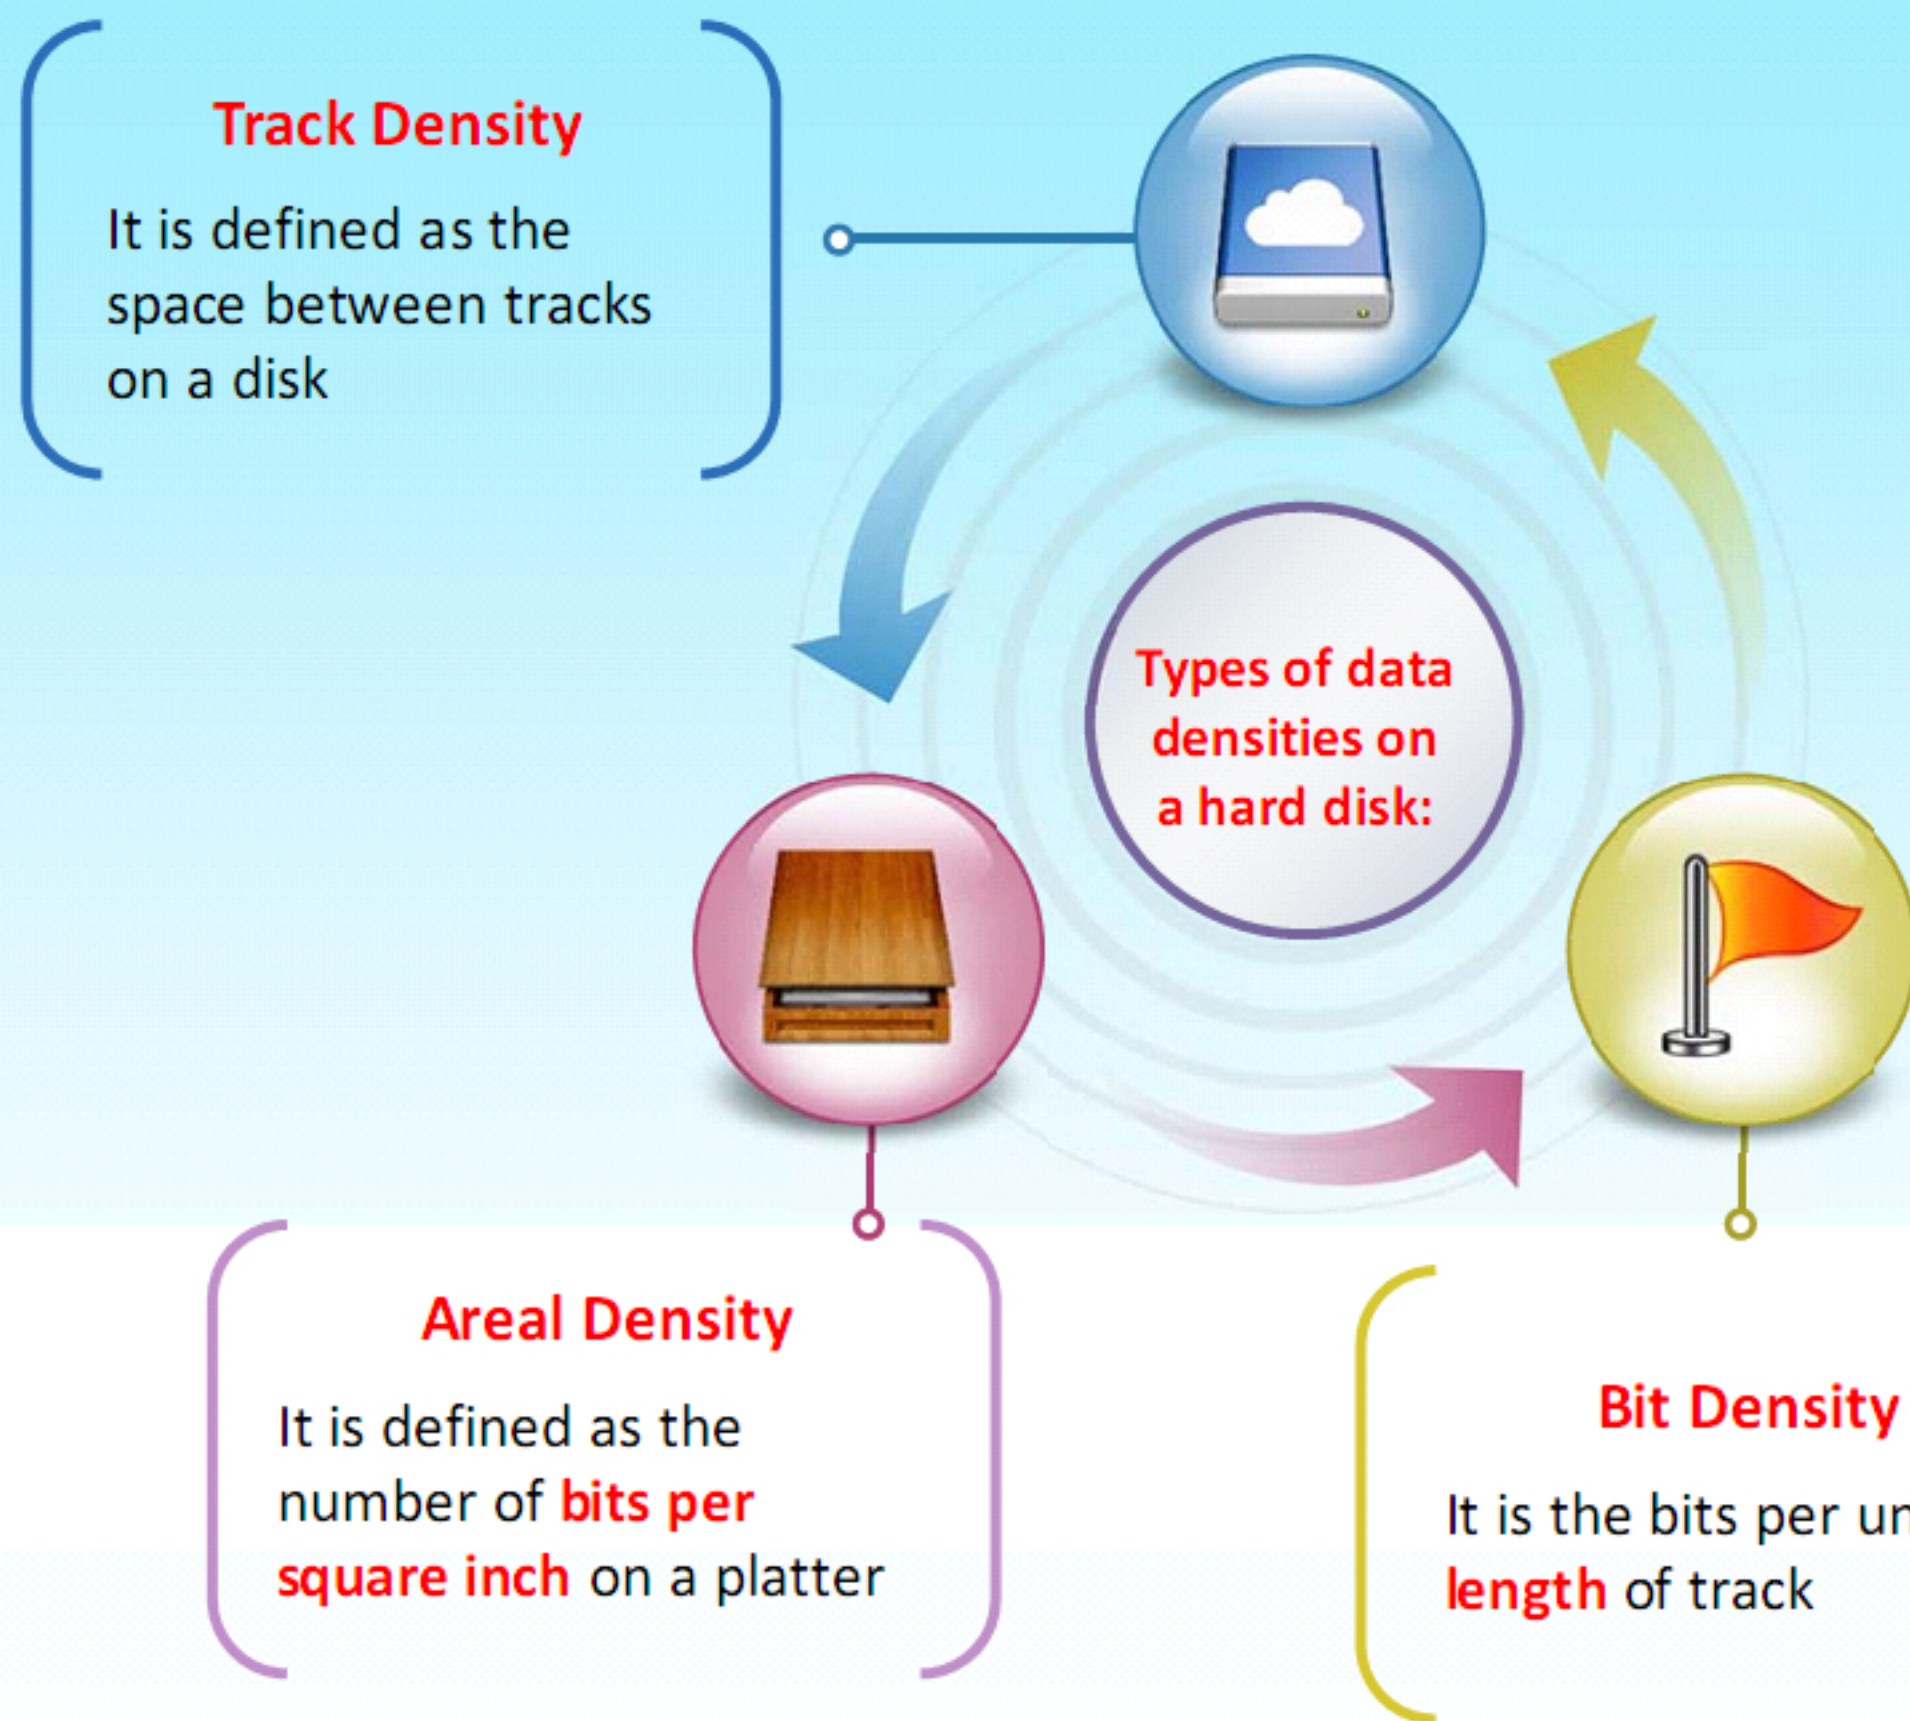 Track Density
It is defined as the
space between tracks
on a disk
Types of data
densities on
a hard disk:
Areal Density
It is defined as the
number of bits per
square inch on a platter
Bit Density
It is the bits per
length of track